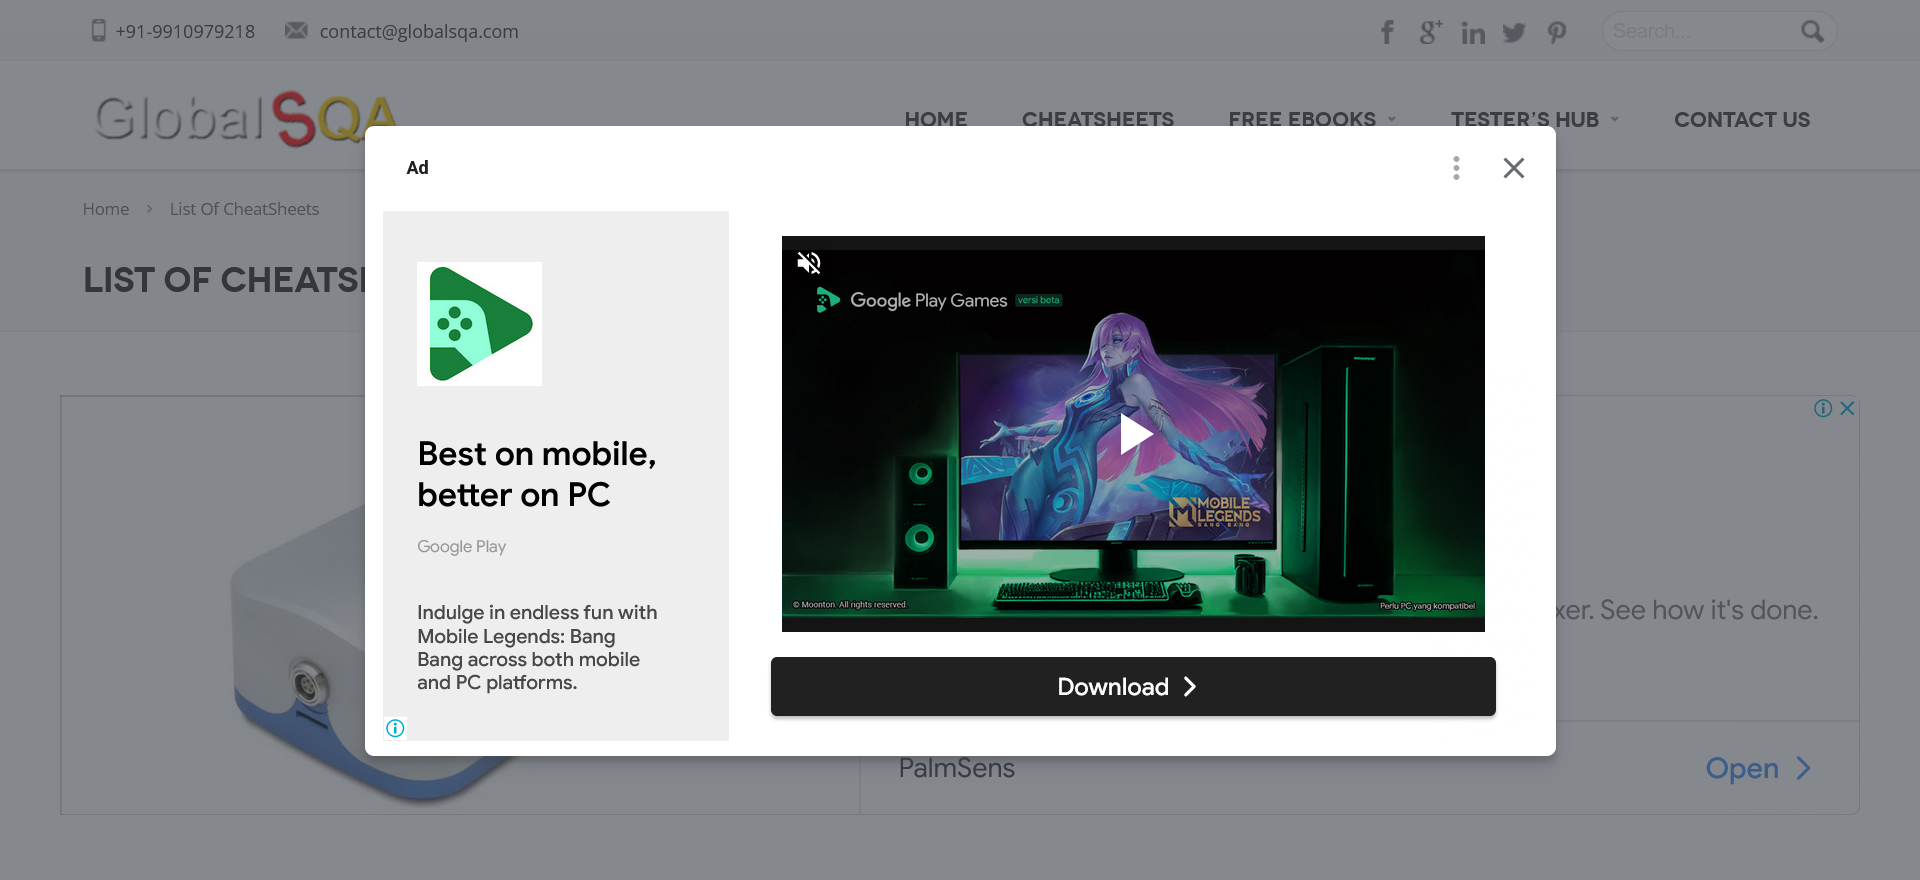 +91-9910979218
contact@globalsqa.com
Search...
GlobalSQA
HOME
CHEATSHEETS
FREE EBOOKS
TESTER'S HUB
CONTACT US
Home
List Of CheatSheets
LIST OF CHEATS
Ad
Best on mobile,
better on PC
Google Play
Indulge in endless fun with
Mobile Legends: Bang
Bang across both mobile
and PC platforms.
Google Play Games versi beta
MOBILE
LEGENDS
BANG BANG
© Moonton. All rights reserved.
Perlu PC yang kompatibel
Download
xer. See how it's done.
PalmSens
Open